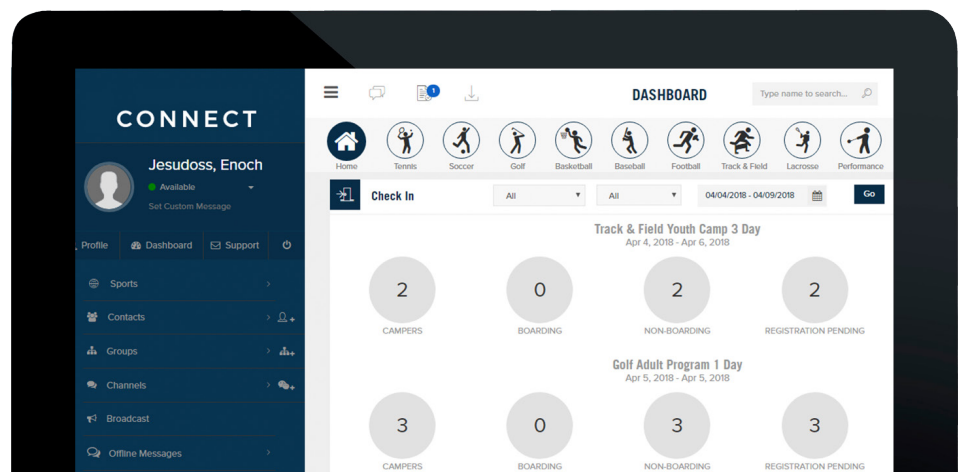 CONNECT
Jesudoss, Enoch
Available
Set Custom Message
Profile Dashboard Support
Sports
Contacts
Groups
Channels
Broadcast
Offline Messages
1
DASHBOARD
Type name to search...
Home Tennis Soccer Golf Basketball Baseball Football Track & Field Lacrosse Performance
Check In All All 04/04/2018 - 04/09/2018 Go
Track & Field Youth Camp 3 Day
Apr 4, 2018 - Apr 6, 2018
2 0 2 2
CAMPERS BOARDING NON-BOARDING REGISTRATION PENDING
Golf Adult Program 1 Day
Apr 5, 2018 - Apr 5, 2018
3 0 3 3
CAMPERS BOARDING NON-BOARDING REGISTRATION PENDING